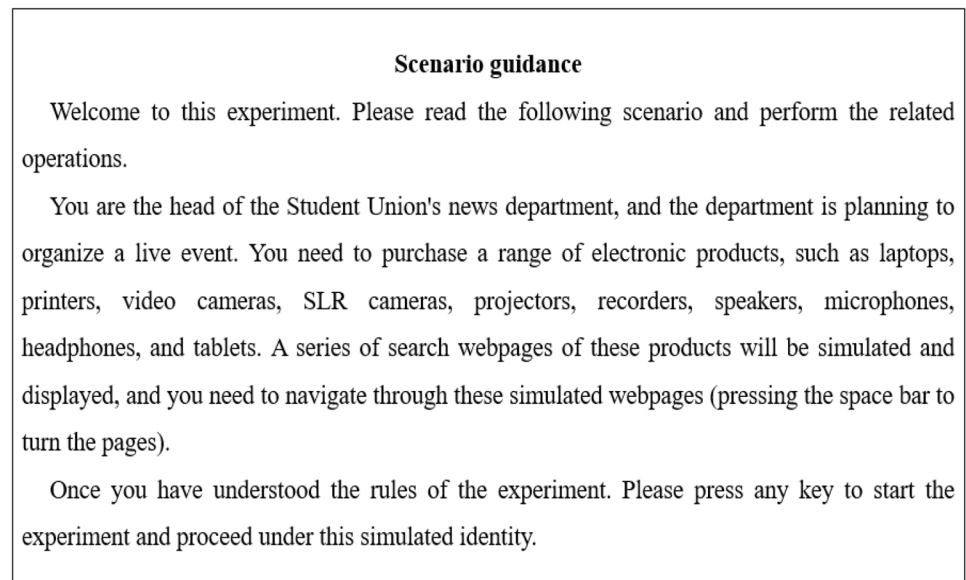 Scenario guidance
Welcome to this experiment. Please read the following scenario and perform the related
operations.
You are the head of the Student Union's news department, and the department is planning to
organize a live event. You need to purchase a range of electronic products, such as laptops,
printers, video cameras, SLR cameras, projectors, recorders, speakers, microphones,
headphones, and tablets. A series of search webpages of these products will be simulated and
displayed, and you need to navigate through these simulated webpages (pressing the space bar to
turn the pages).
Once you have understood the rules of the experiment. Please press any key to start the
experiment and proceed under this simulated identity.